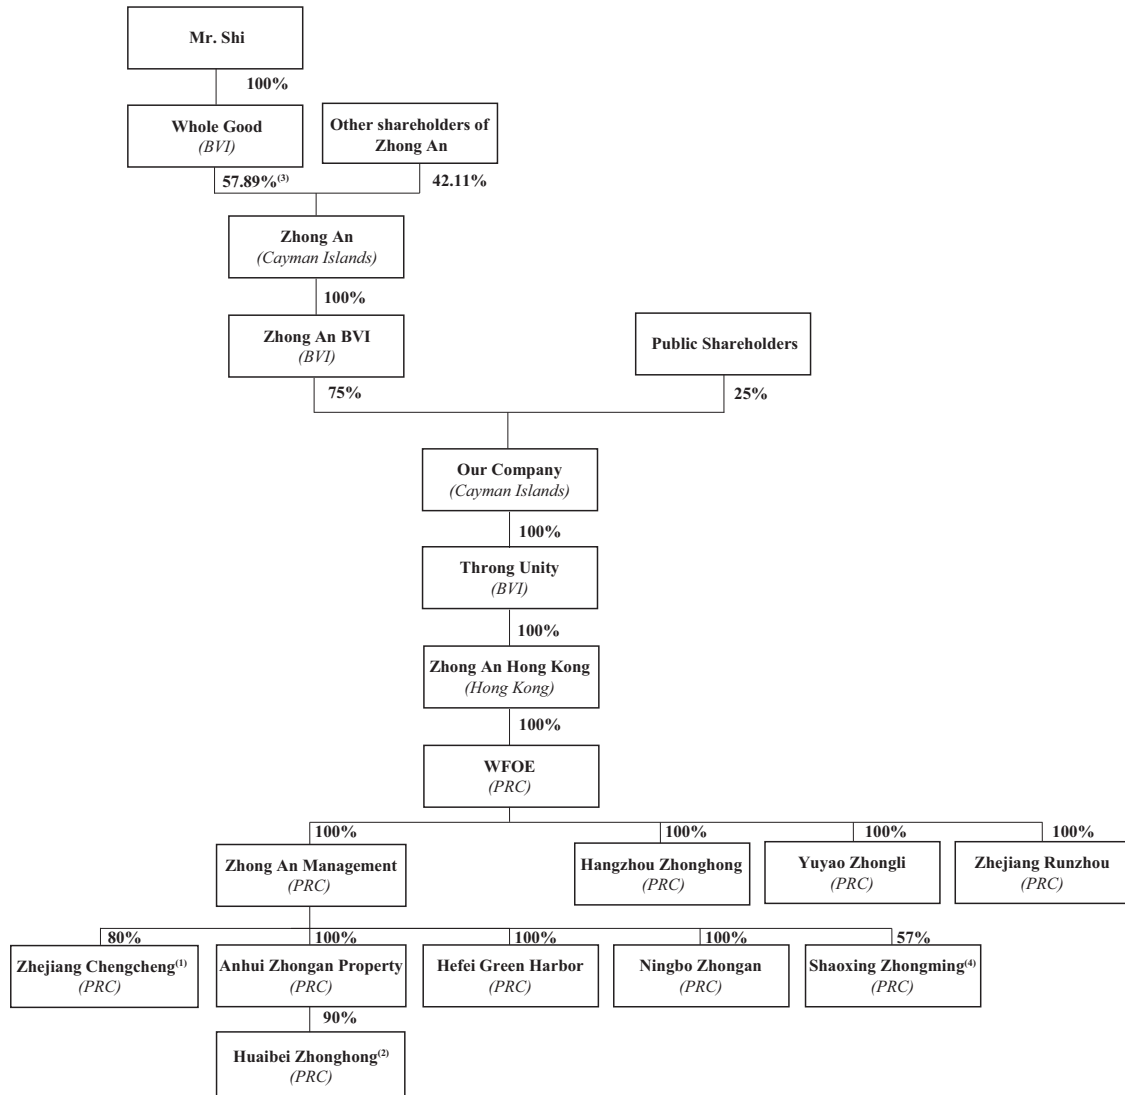 Mr. Shi
100%
Whole Good
(BVI)
Other shareholders of
Zhong An
57.89%(3)
42.11%
Zhong An
(Cayman Islands)
100%
Zhong An BVI
(BVI)
Public Shareholders
75%
25%
Our Company
(Cayman Islands)
100%
Throng Unity
(BVI)
100%
Zhong An Hong Kong
(Hong Kong)
100%
WFOE
(PRC)
100%
100%
100%
100%
Zhong An Management
(PRC)
Hangzhou Zhonghong
(PRC)
Yuyao Zhongli
(PRC)
Zhejiang Runzhou
(PRC)
80%
100%
100%
100%
57%
Zhejiang Chengcheng(1)
(PRC)
Anhui Zhongan Property
(PRC)
Hefei Green Harbor
(PRC)
Ningbo Zhongan
(PRC)
Shaoxing Zhongming(4)
(PRC)
90%
Huaibei Zhonghong(2)
(PRC)